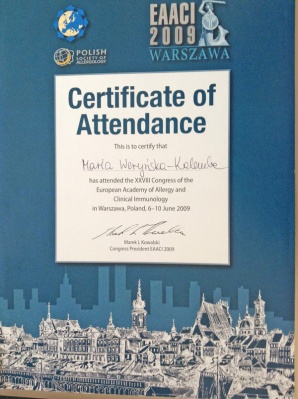 EAACI
2009
WARSZAWA
POLISH
SOCIETY OF
ALLERGOLOGY
Certificate of
Attendance
This is to certify that
Marta Weryńska-Kalemba
has attended the XXVIII Congress of the
European Academy of Allergy and
Clinical Immunology
in Warszawa, Poland, 6-10 June 2009
Marek L Kowalski
Congress President EAACI 2009